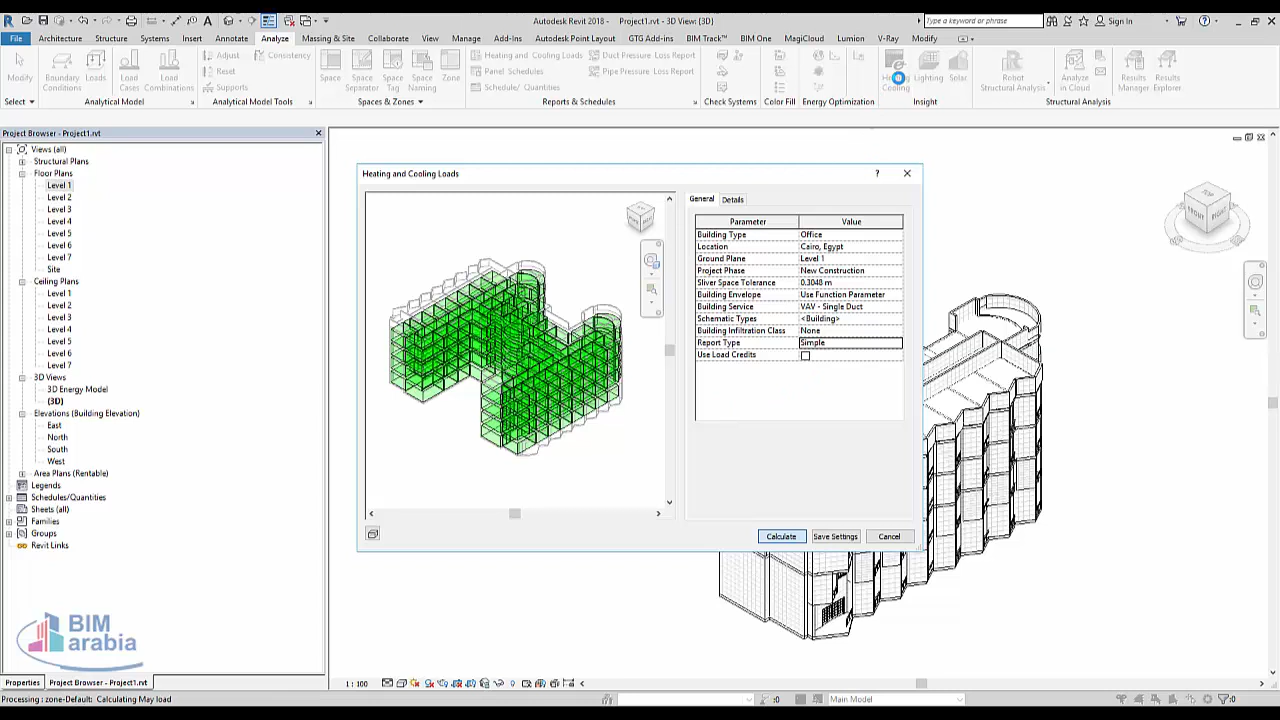 Autodesk Revit 2018 -    Project1.rvt - 3D View: {3D}
Type a keyword or phrase
Sign In
File Architecture Structure Systems Insert Annotate Analyze Massing & Site Collaborate View Manage Add-Ins Autodesk Point Layout GTG Add-ins BIM Track™ BIM One MagiCloud Lumion V-Ray Modify
Modify
Boundary Conditions
Loads
Load Cases
Load Combinations
Adjust
Reset
Supports
Consistency
Space
Space Separator
Space Tag
Space Naming
Zone
Heating and Cooling Loads
Panel Schedules
Schedule/ Quantities
Duct Pressure Loss Report
Pipe Pressure Loss Report
Cooling
Lighting
Solar
Robot Structural Analysis
Analyze in Cloud
Results Manager
Results Explorer
Select Analytical Model Analytical Model Tools Spaces & Zones Reports & Schedules Check Systems Color Fill Energy Optimization Insight Structural Analysis
Project Browser - Project1.rvt
Views (all)
Structural Plans
Floor Plans
Level 1
Level 2
Level 3
Level 4
Level 5
Level 6
Level 7
Site
Ceiling Plans
Level 1
Level 2
Level 3
Level 4
Level 5
Level 6
Level 7
3D Views
3D Energy Model
{3D}
Elevations (Building Elevation)
East
North
South
West
Area Plans (Rentable)
Legends
Schedules/Quantities
Sheets (all)
Families
Groups
Revit Links
BIM
arabia
Properties
Project Browser - Project1.rvt
Heating and Cooling Loads
General Details
Parameter Value
Building Type Office
Location Cairo, Egypt
Ground Plane Level 1
Project Phase New Construction
Sliver Space Tolerance 0.3048 m
Building Envelope Use Function Parameter
Building Service VAV - Single Duct
Schematic Types <Building>
Building Infiltration Class None
Report Type Simple
Use Load Credits
Calculate Save Settings Cancel
TOP
FRONT
RIGHT
1 : 100
Processing : zone-Default: Calculating May load
:0
Main Model
:0